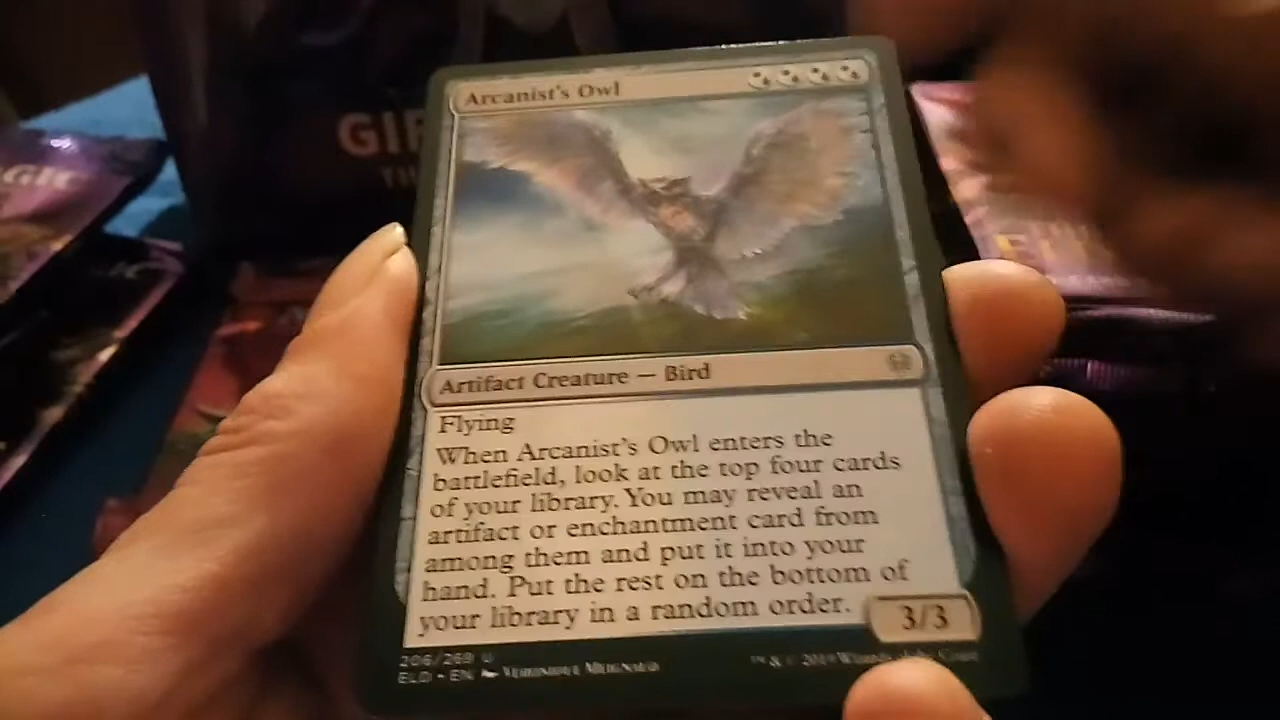 Arcanist's Owl
GIF
GIC
Artifact Creature — Bird
Flying
When Arcanist's Owl enters the
battlefield, look at the top four cards
of your library. You may reveal an
artifact or enchantment card from
among them and put it into your
hand. Put the rest on the bottom of
your library in a random order.
3/3
206/269 U
ELD • EN